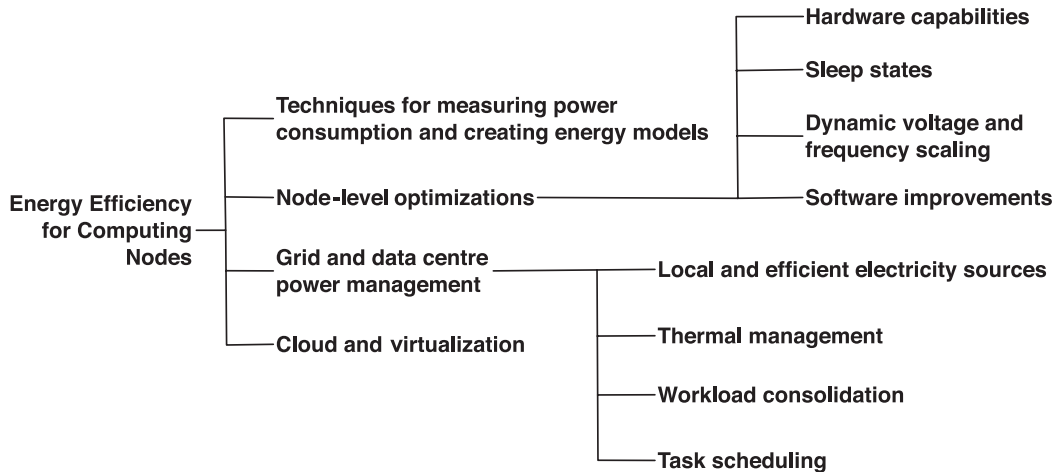 Energy Efficiency
for Computing
Nodes
Techniques for measuring power
consumption and creating energy models
Node-level optimizations
Hardware capabilities
Sleep states
Dynamic voltage and
frequency scaling
Software improvements
Grid and data centre
power management
Local and efficient electricity sources
Thermal management
Workload consolidation
Task scheduling
Cloud and virtualization